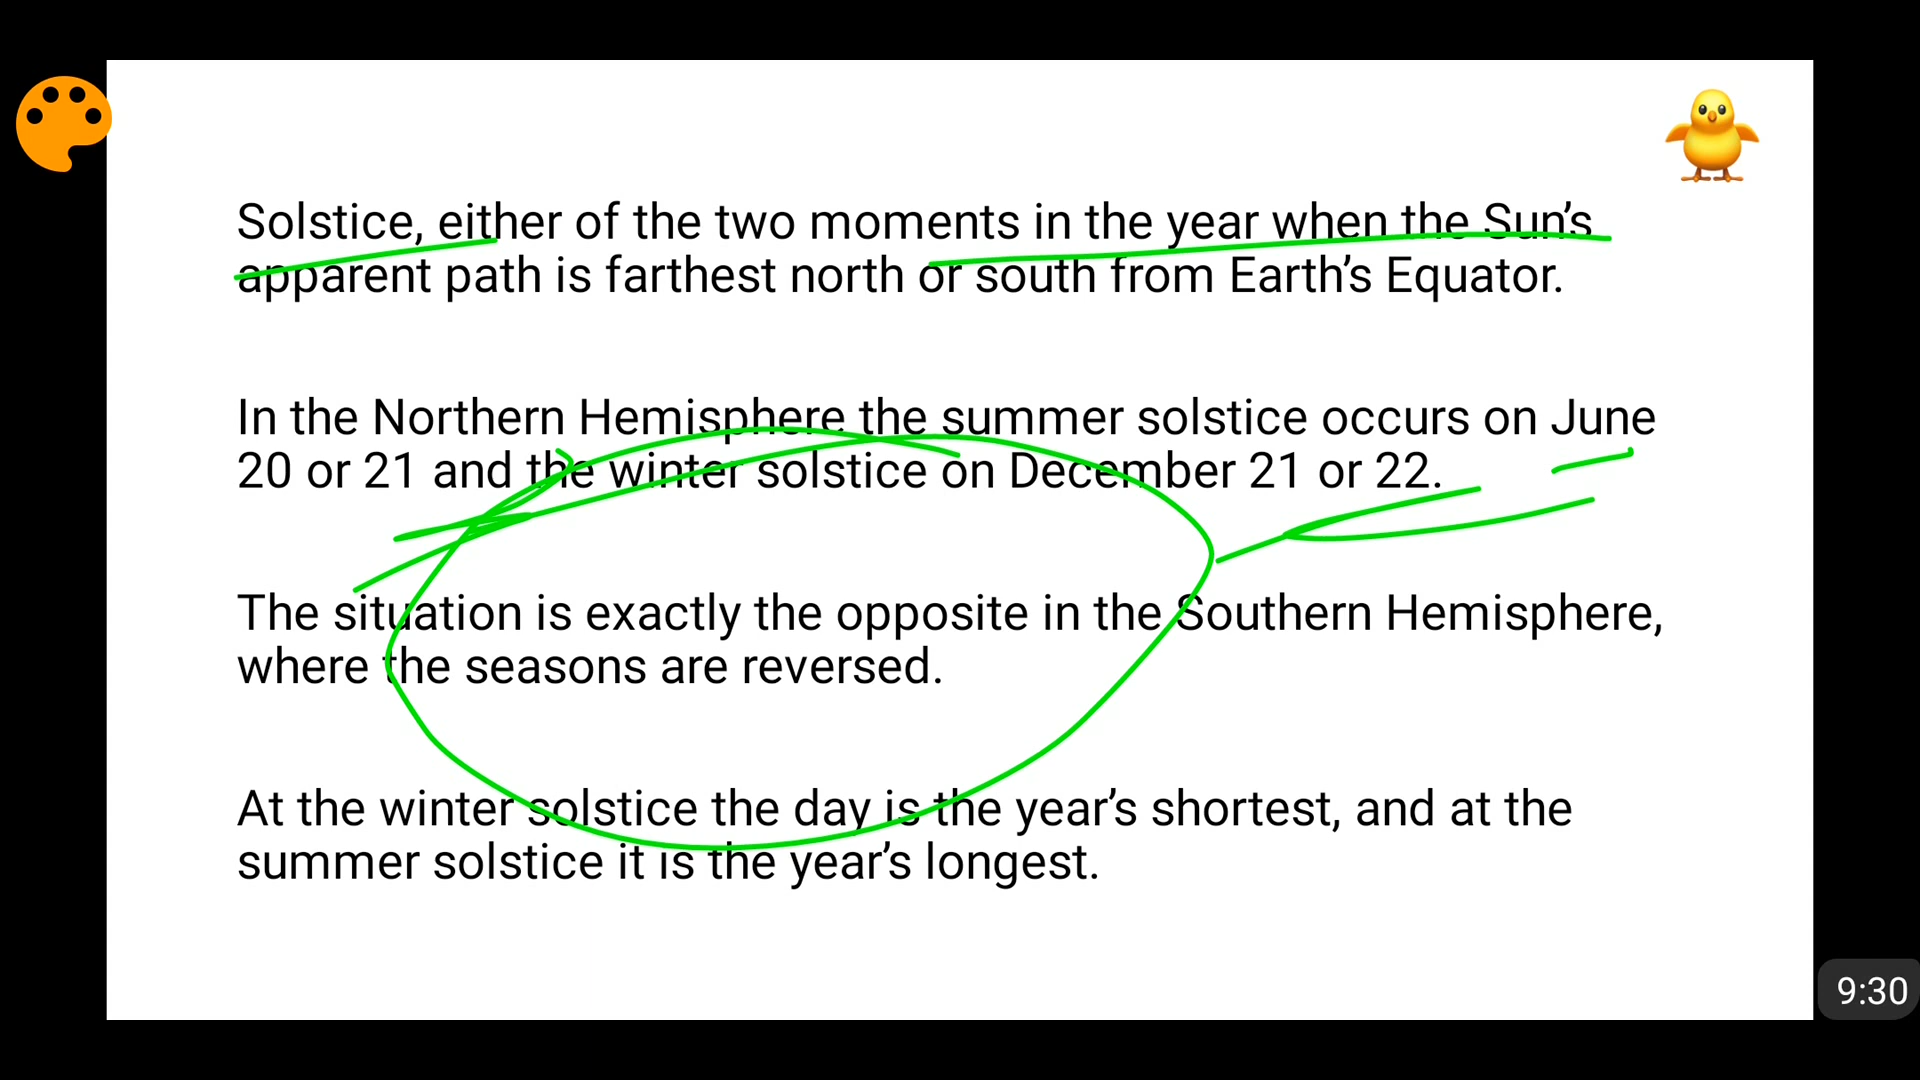 Solstice, either of the two moments in the year when the Sun’s
apparent path is farthest north or south from Earth’s Equator.
In the Northern Hemisphere the summer solstice occurs on June
20 or 21 and the winter solstice on December 21 or 22.
The situation is exactly the opposite in the Southern Hemisphere,
where the seasons are reversed.
At the winter solstice the day is the year’s shortest, and at the
summer solstice it is the year’s longest.
9:30